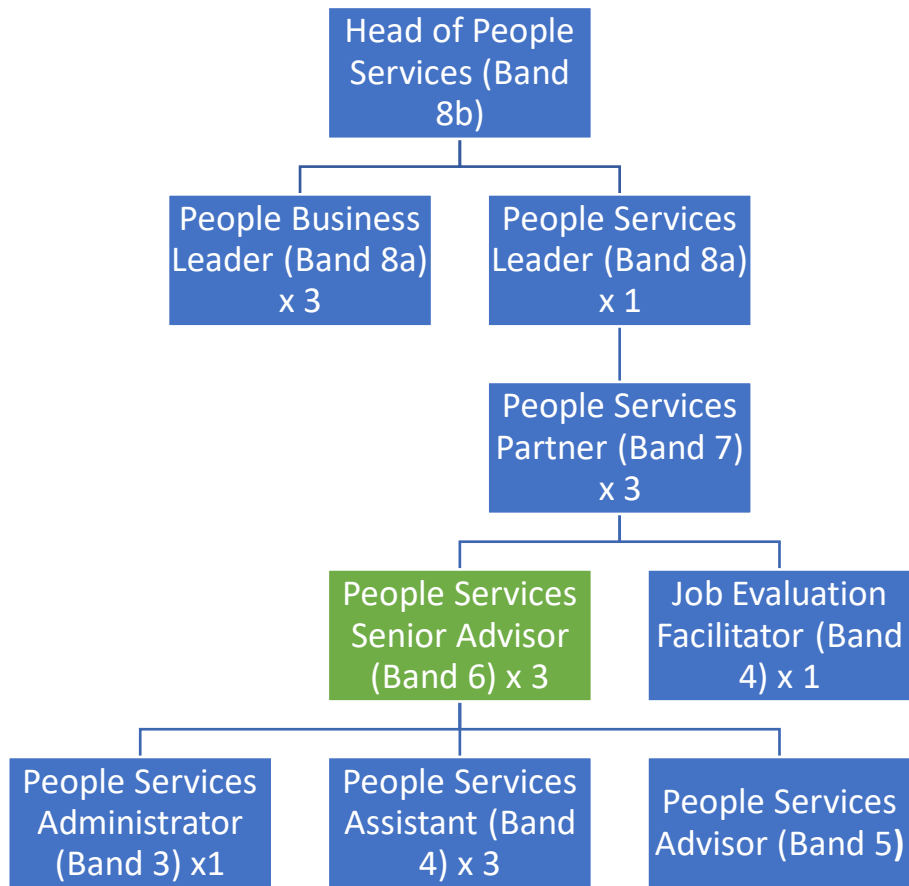 Head of People
Services (Band
8b)
People Business
Leader (Band 8a)
x 3
People Services
Leader (Band 8a)
x 1
People Services
Partner (Band 7)
x 3
People Services
Senior Advisor
(Band 6) x 3
Job Evaluation
Facilitator (Band
4) x 1
People Services
Administrator
(Band 3) x1
People Services
Assistant (Band
4) x 3
People Services
Advisor (Band 5)